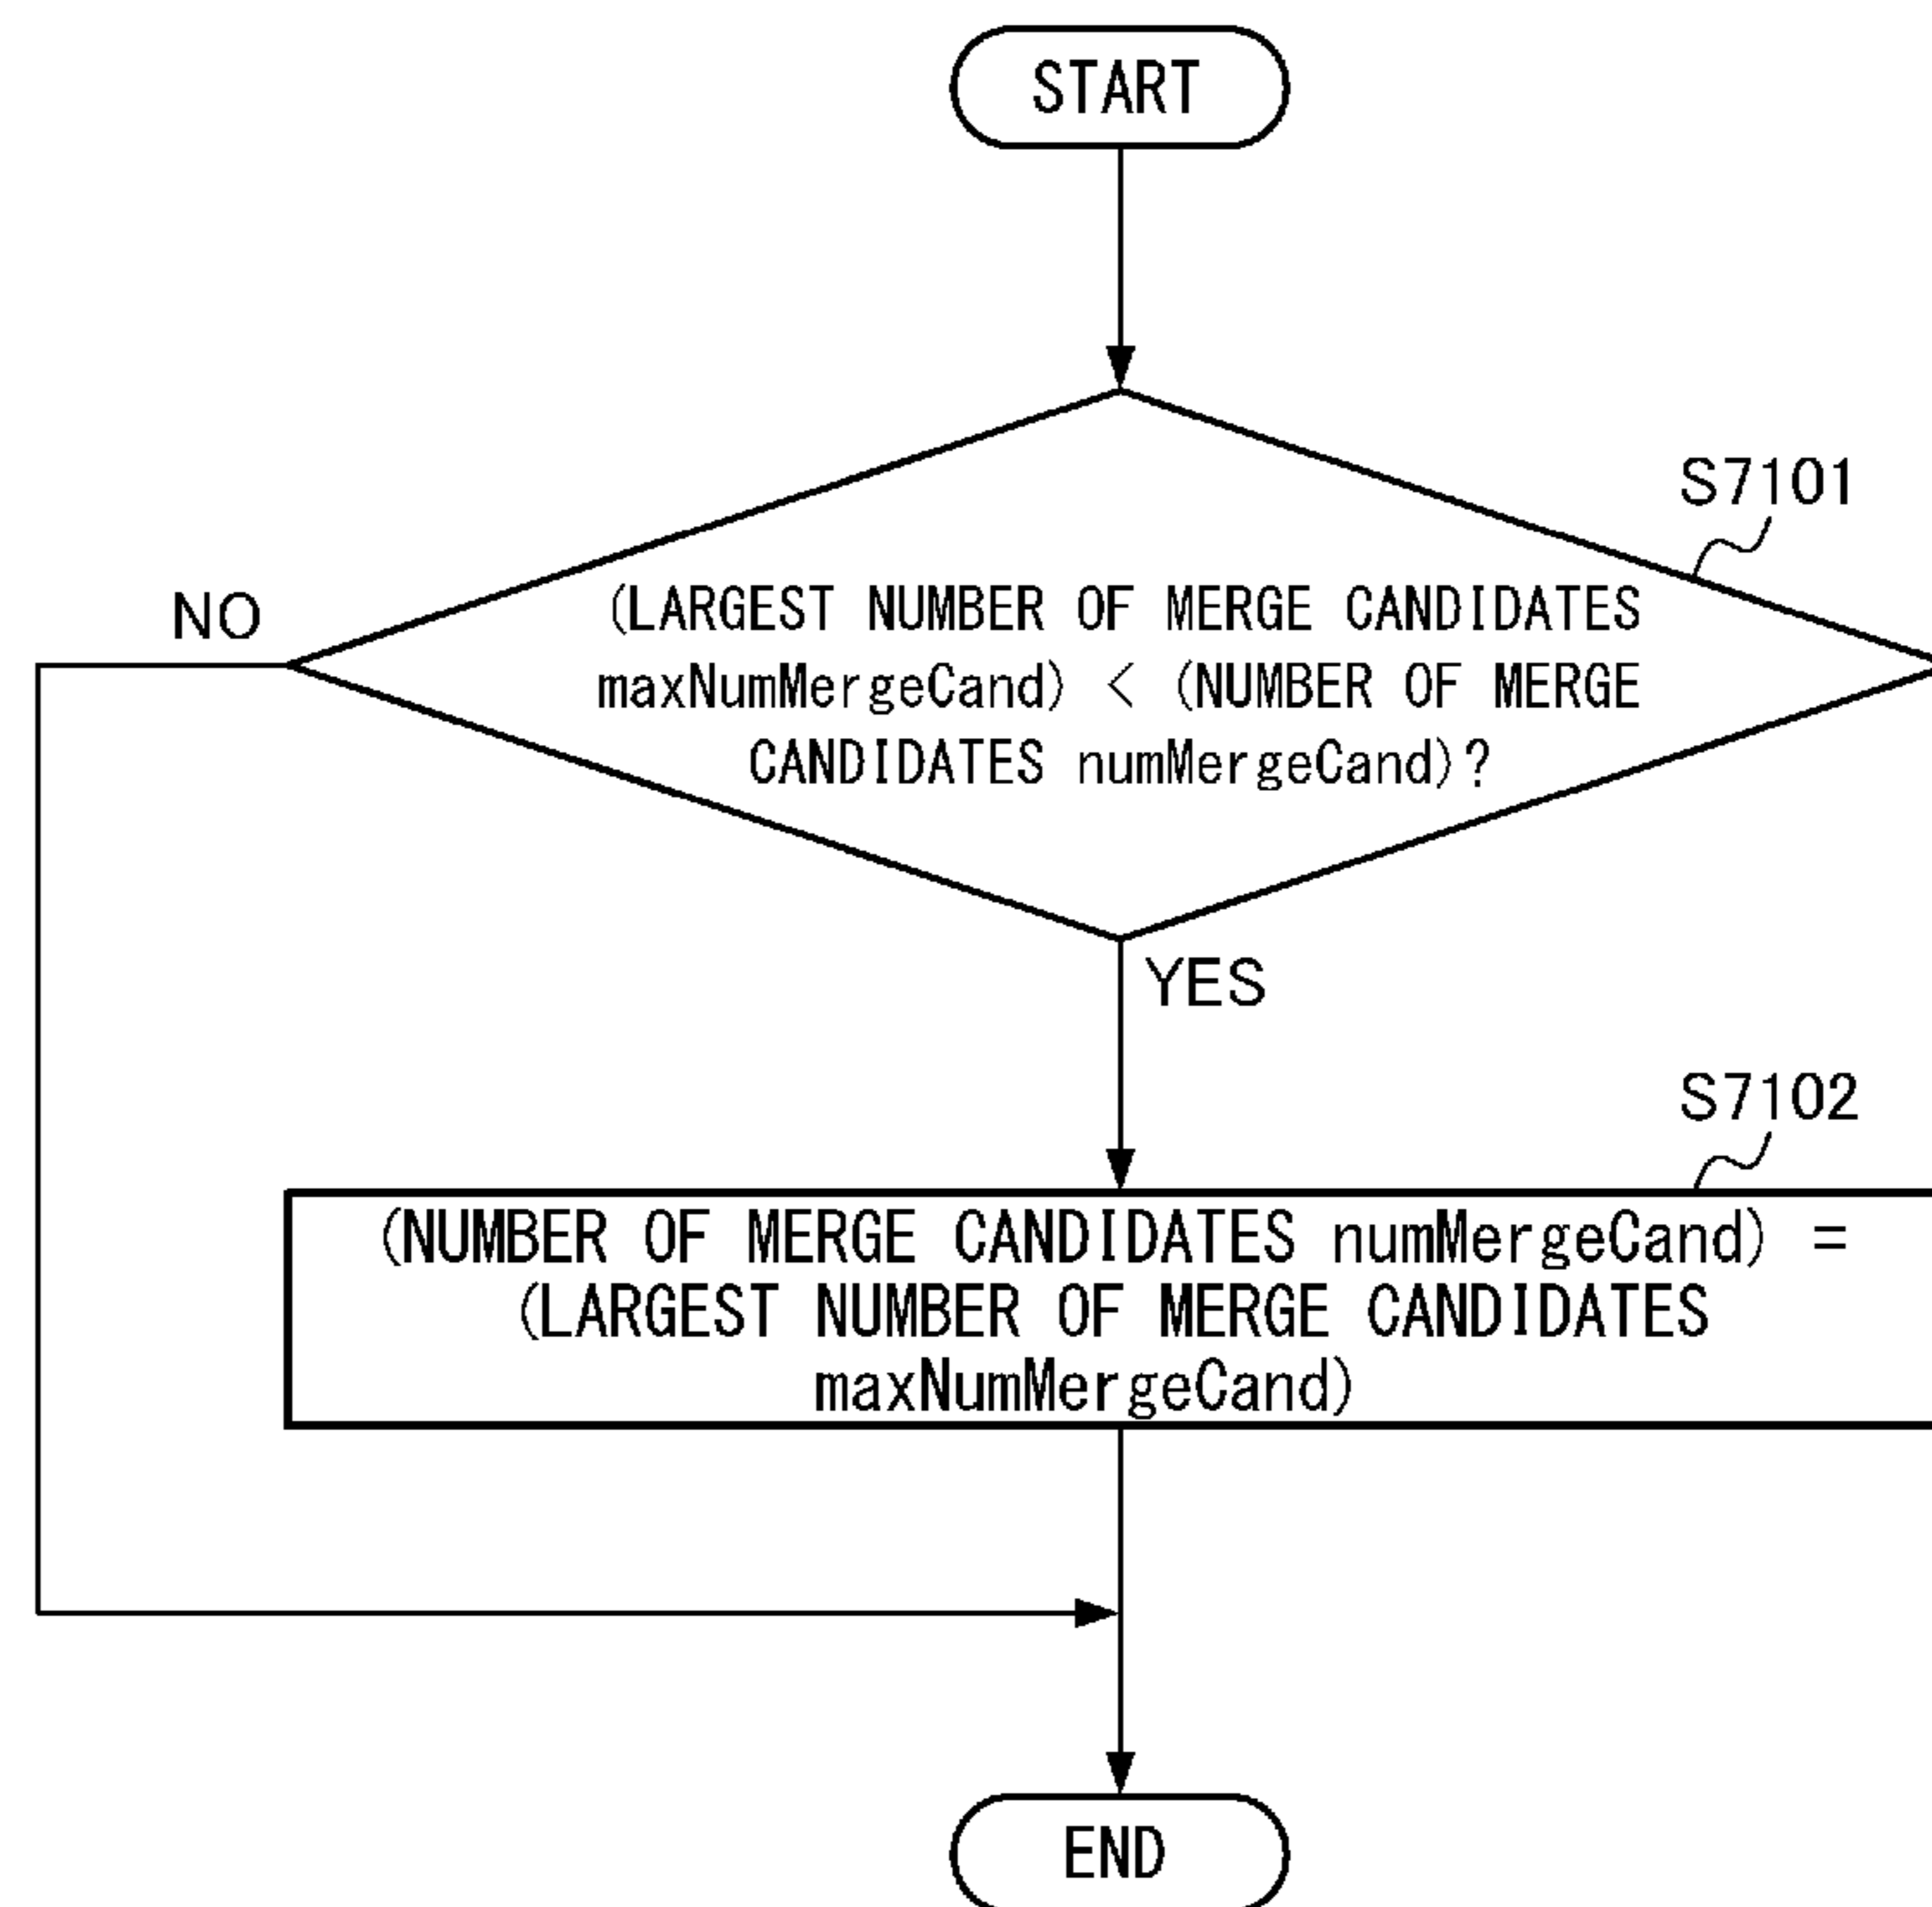 START
S7101
NO
(LARGEST NUMBER OF MERGE CANDIDATES
maxNumMergeCand) < (NUMBER OF MERGE
CANDIDATES numMergeCand)?
YES
S7102
(NUMBER OF MERGE CANDIDATES numMergeCand) =
(LARGEST NUMBER OF MERGE CANDIDATES
maxNumMergeCand)
END